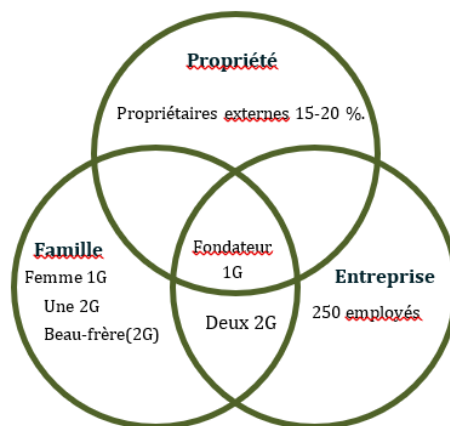 Propriété
Propriétaires externes 15-20 %.
Famille
Femme 1G
Une 2G
Beau-frère(2G)
Fondateur
1G
Deux 2G
Entreprise
250 employés